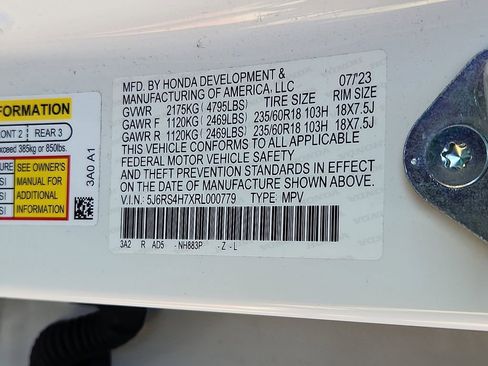 FORMATION
FRONT 2 | REAR 3
exceed 385kg or 850lbs.
SEE OWNER'S
MANUAL FOR
ADDITIONAL
INFORMATION
3A0 A1
MFD. BY HONDA DEVELOPMENT & 07/23
MANUFACTURING OF AMERICA, LLC
GVWR 2175KG (4795LBS) TIRE SIZE RIM SIZE
GAWR F 1120KG (2469LBS) 235/60R18 103H 18X7.5J
GAWR R 1120KG (2469LBS) 235/60R18 103H 18X7.5J
THIS VEHICLE CONFORMS TO ALL APPLICABLE
FEDERAL MOTOR VEHICLE SAFETY
AND THEFT PREVENTION STANDARDS IN EFFECT ON
THE DATE OF MANUFACTURE SHOWN ABOVE.
V.I.N: 5J6RS4H7XRL000779 TYPE: MPV
3A2 R AD5 - NH883P - Z - L